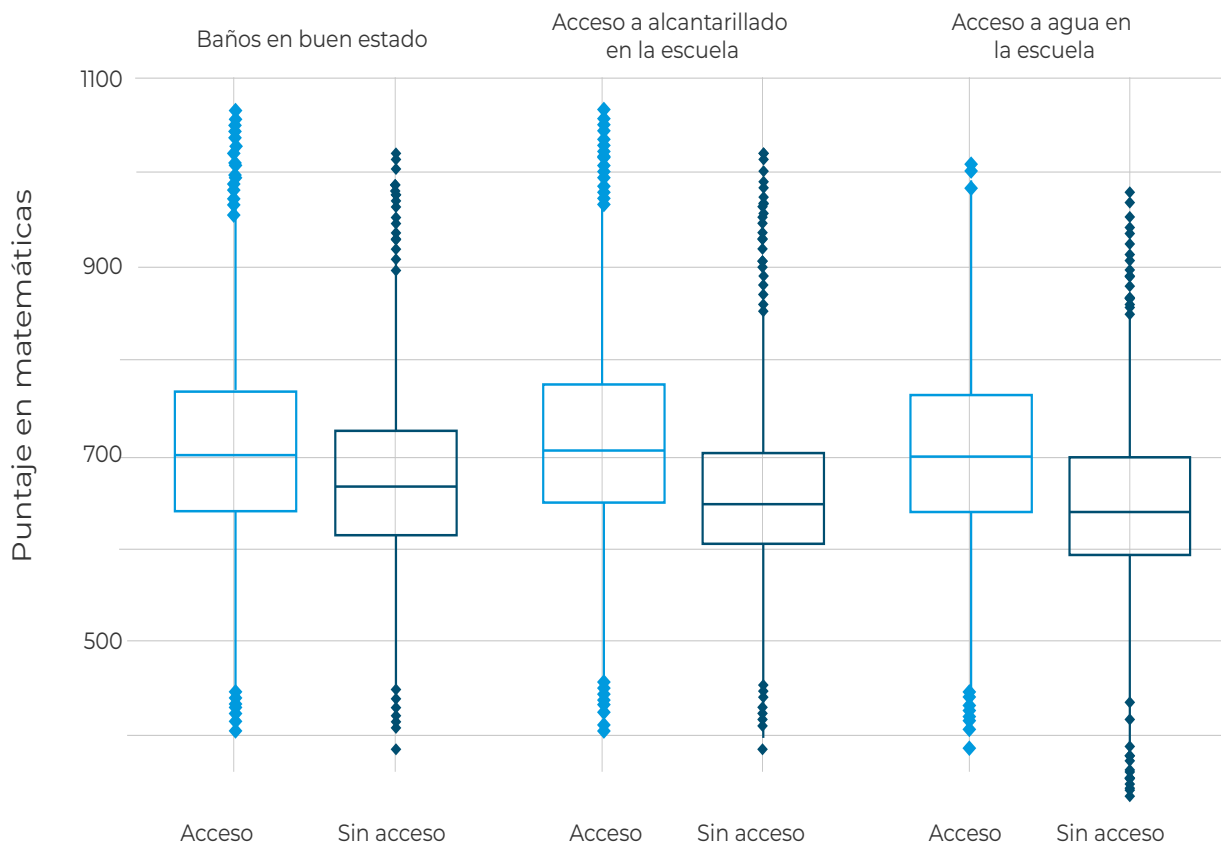 Baños en buen estado
Acceso a alcantarillado
en la escuela
Acceso a agua en
la escuela
Puntaje en matemáticas
1100
900
700
500
Acceso
Sin acceso
Acceso
Sin acceso
Acceso
Sin acceso